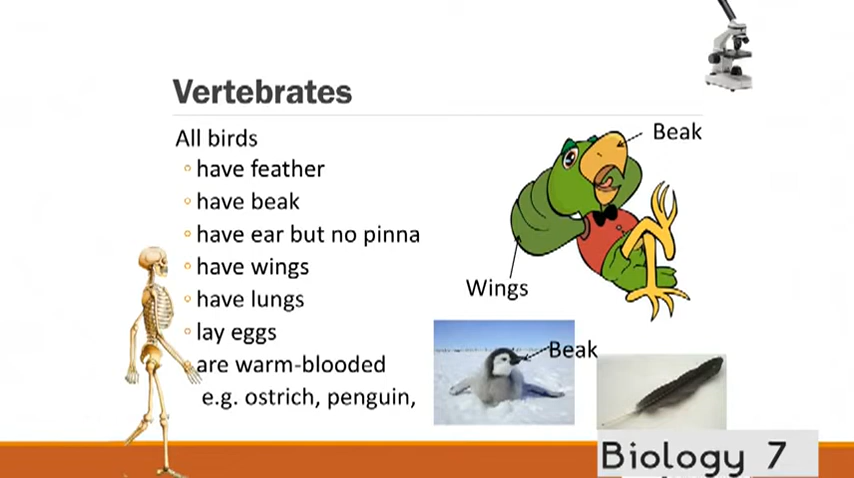 Vertebrates
All birds
have feather
have beak
have ear but no pinna
have wings
have lungs
lay eggs
are warm-blooded
e.g. ostrich, penguin,
Beak
Wings
Beak
Biology 7